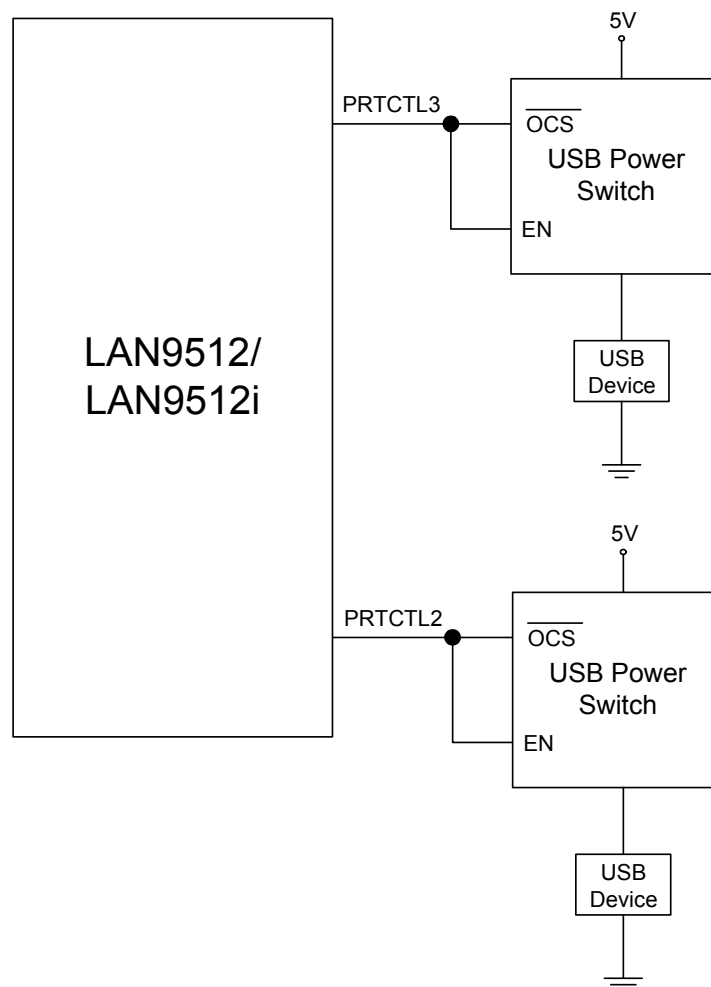 5V
PRTCTL3
OCS
USB Power
Switch
EN
LAN9512/
LAN9512i
USB
Device
5V
PRTCTL2
OCS
USB Power
Switch
EN
USB
Device